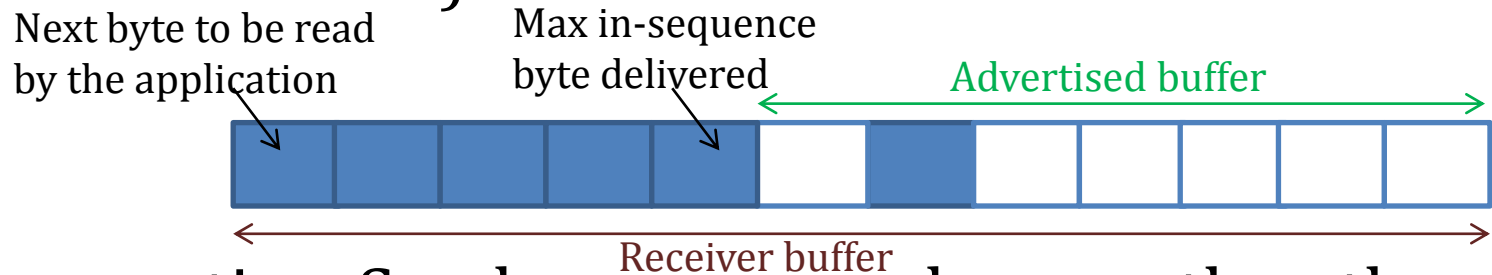 Next byte to be read
by the application
Max in-sequence
byte delivered
Advertised buffer
Receiver buffer